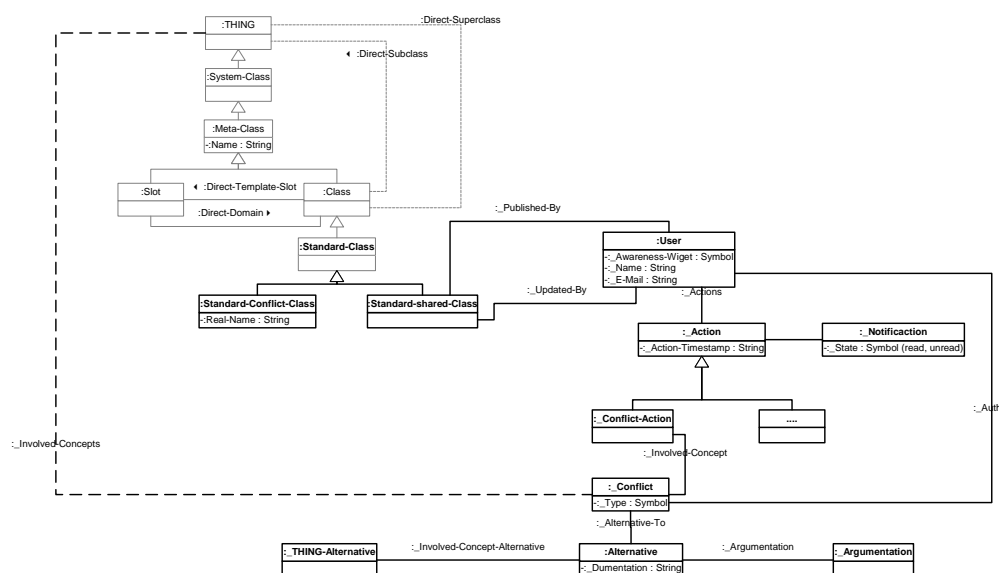 :Direct-Superclass
:THING
:Direct-Subclass
:System-Class
:Meta-Class
-:Name : String
:Slot
:Direct-Template-Slot
:Class
:Direct-Domain
:_Published-By
:Standard-Class
:User
-:_Awareness-Wiget : Symbol
-:_Name : String
-:_E-Mail : String
:_Updated-By
:_Actions
:Standard-Conflict-Class
-:Real-Name : String
:Standard-shared-Class
:_Action
-:_Action-Timestamp : String
:_Notificaction
-:_State : Symbol (read, unread)
:_Conflict-Action
....
:_Auth
:_Involved-Concepts
:_Involved-Concept
:_Conflict
-:_Type : Symbol
:_Alternative-To
:_THING-Alternative
:_Involved-Concept-Alternative
:Alternative
-:_Dumentation : String
:_Argumentation
:_Argumentation